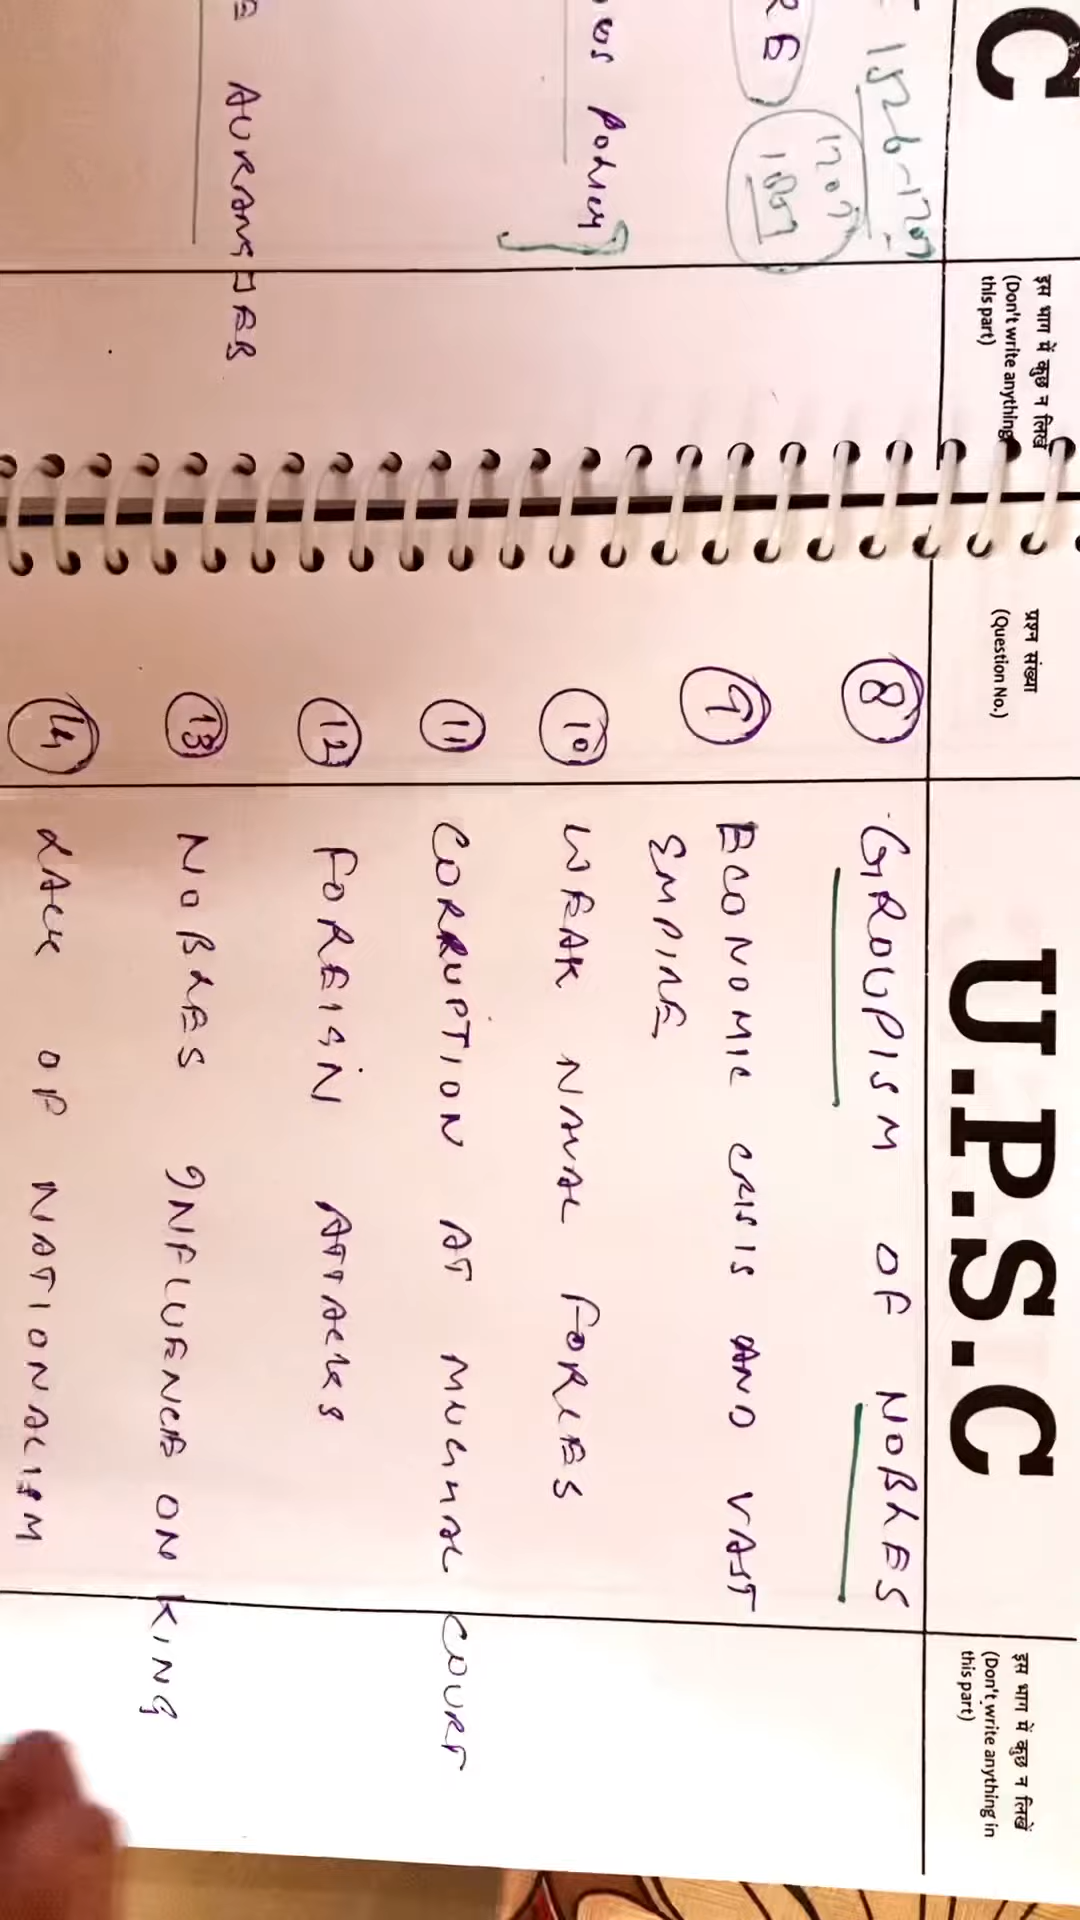 C
इस भाग में कुछ न लिखें
(Don't write anything
this part)
1526-1707
RE
1707
1857
POLICY
AURANGZEB
U.P.S.C
प्रश्न संख्या
(Question No.)
इस भाग में कुछ न लिखें
(Don't write anything in
this part)
8 GROUPISM OF NOBLES
9 ECONOMIC CRISIS AND VAST
EMPIRE
10 WEAK NAVAL FORCES
11 CORRUPTION AT MUGHAL COURT
12 FOREIGN ATTACKS
13 NOBLES INFLUENCE ON KING
14 LACK OF NATIONALISM